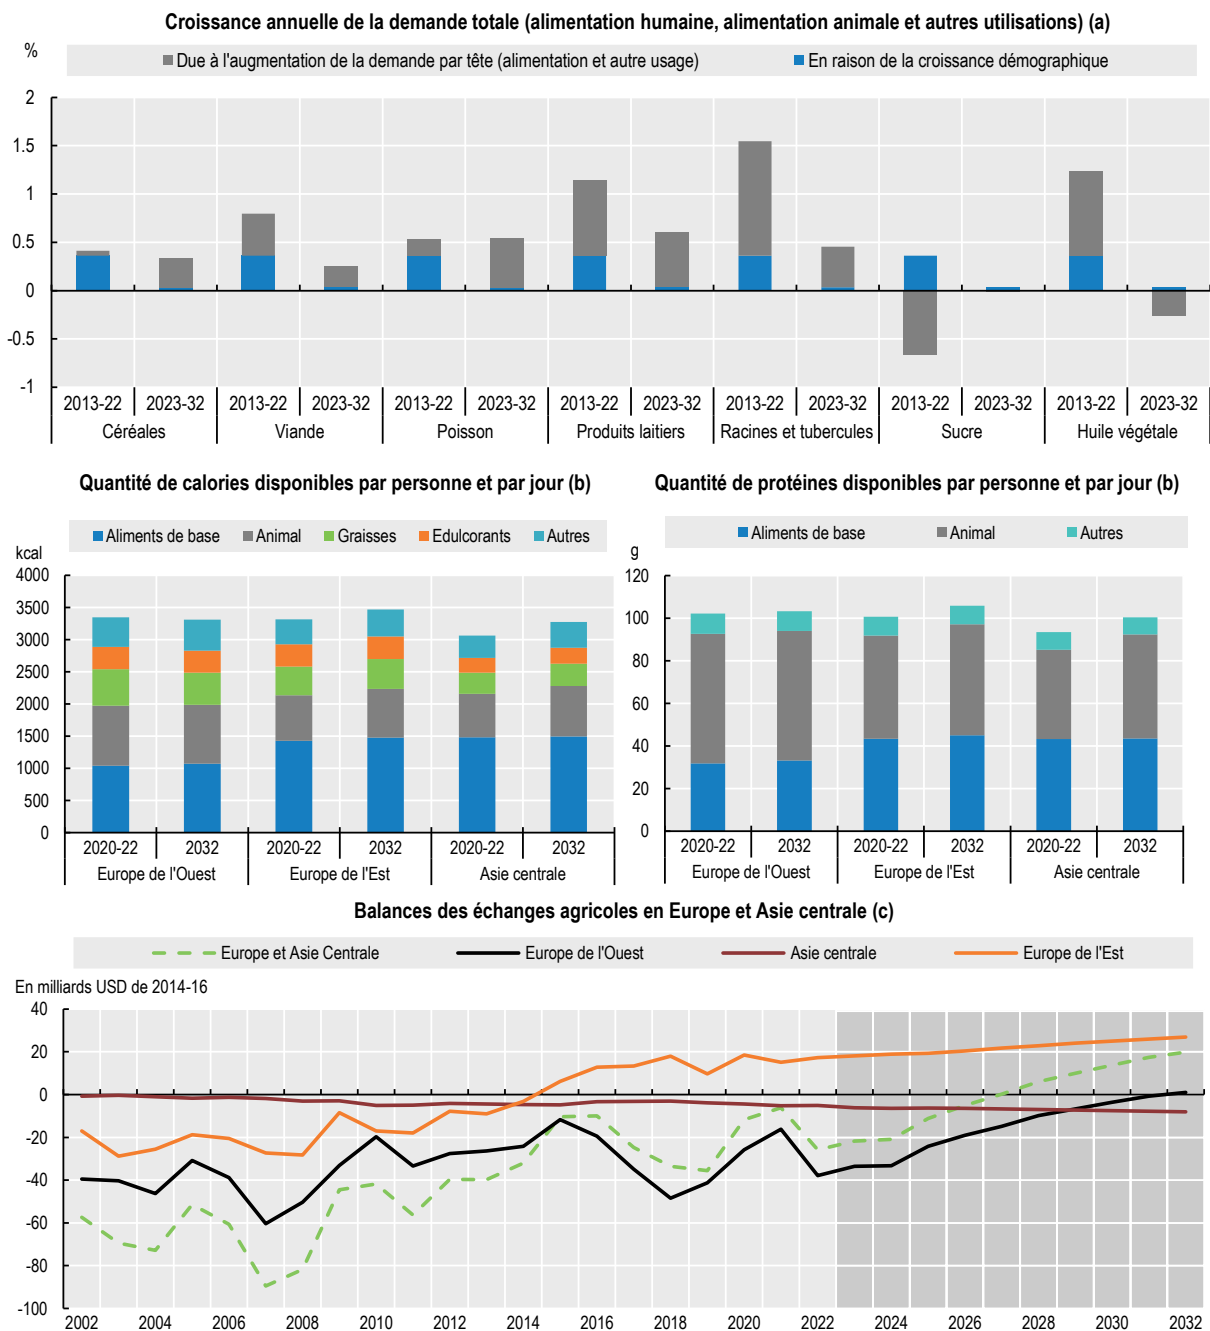 Croissance annuelle de la demande totale (alimentation humaine, alimentation animale et autres utilisations) (a)
%
Due à l'augmentation de la demande par tête (alimentation et autre usage) En raison de la croissance démographique
2
1.5
1
0.5
0
-0.5
-1
2013-22 2023-32 2013-22 2023-32 2013-22 2023-32 2013-22 2023-32 2013-22 2023-32 2013-22 2023-32 2013-22 2023-32
Céréales Viande Poisson Produits laitiers Racines et tubercules Sucre Huile végétale
Quantité de calories disponibles par personne et par jour (b)
Aliments de base Animal Graisses Edulcorants Autres
kcal
4000
3500
3000
2500
2000
1500
1000
500
0
2020-22 2032 2020-22 2032 2020-22 2032
Europe de l'Ouest Europe de l'Est Asie centrale
Quantité de protéines disponibles par personne et par jour (b)
Aliments de base Animal Autres
g
120
100
80
60
40
20
0
2020-22 2032 2020-22 2032 2020-22 2032
Europe de l'Ouest Europe de l'Est Asie centrale
Balances des échanges agricoles en Europe et Asie centrale (c)
Europe et Asie Centrale Europe de l'Ouest Asie centrale Europe de l'Est
En milliards USD de 2014-16
40
20
0
-20
-40
-60
-80
-100
2002 2004 2006 2008 2010 2012 2014 2016 2018 2020 2022 2024 2026 2028 2030 2032